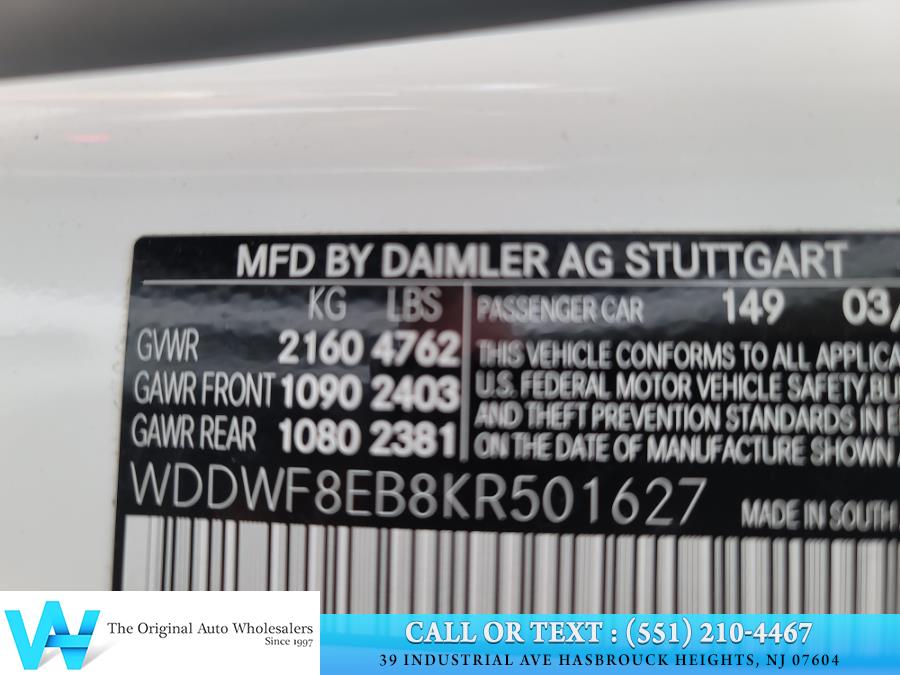 MFD BY DAIMLER AG STUTTGART
KG LBS
GVWR 2160 4762
GAWR FRONT 1090 2403
GAWR REAR 1080 2381
PASSENGER CAR 149 03/
THIS VEHICLE CONFORMS TO ALL APPLICA
U.S. FEDERAL MOTOR VEHICLE SAFETY, BU
AND THEFT PREVENTION STANDARDS IN E
ON THE DATE OF MANUFACTURE SHOWN
WDDWF8EB8KR501627
MADE IN SOUTH
W
The Original Auto Wholesalers
Since 1997
CALL OR TEXT : (551) 210-4467
39 INDUSTRIAL AVE HASBROUCK HEIGHTS, NJ 07604